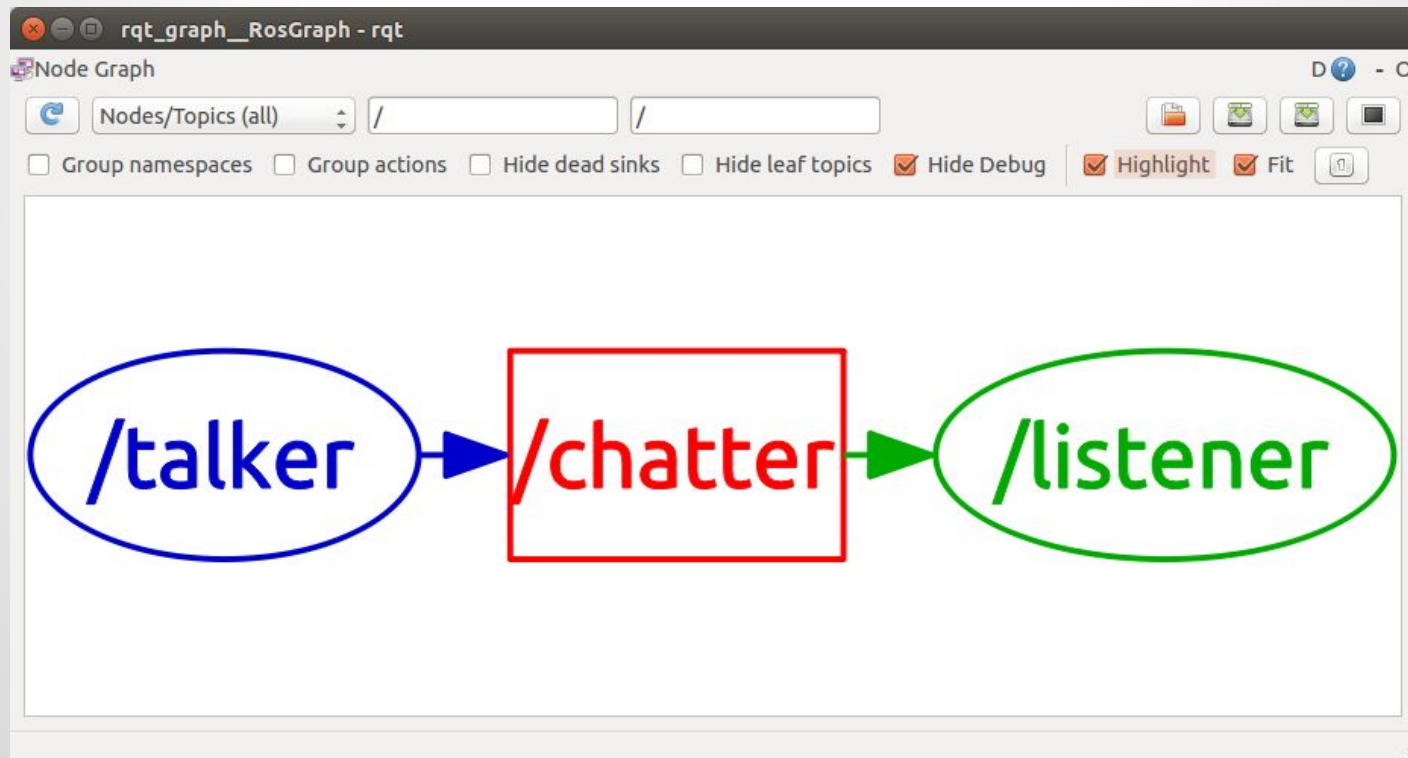 rqt_graph__RosGraph - rqt
Node Graph D ? - O
Nodes/Topics (all) / /
Group namespaces Group actions Hide dead sinks Hide leaf topics Hide Debug Highlight Fit
/talker /chatter /listener